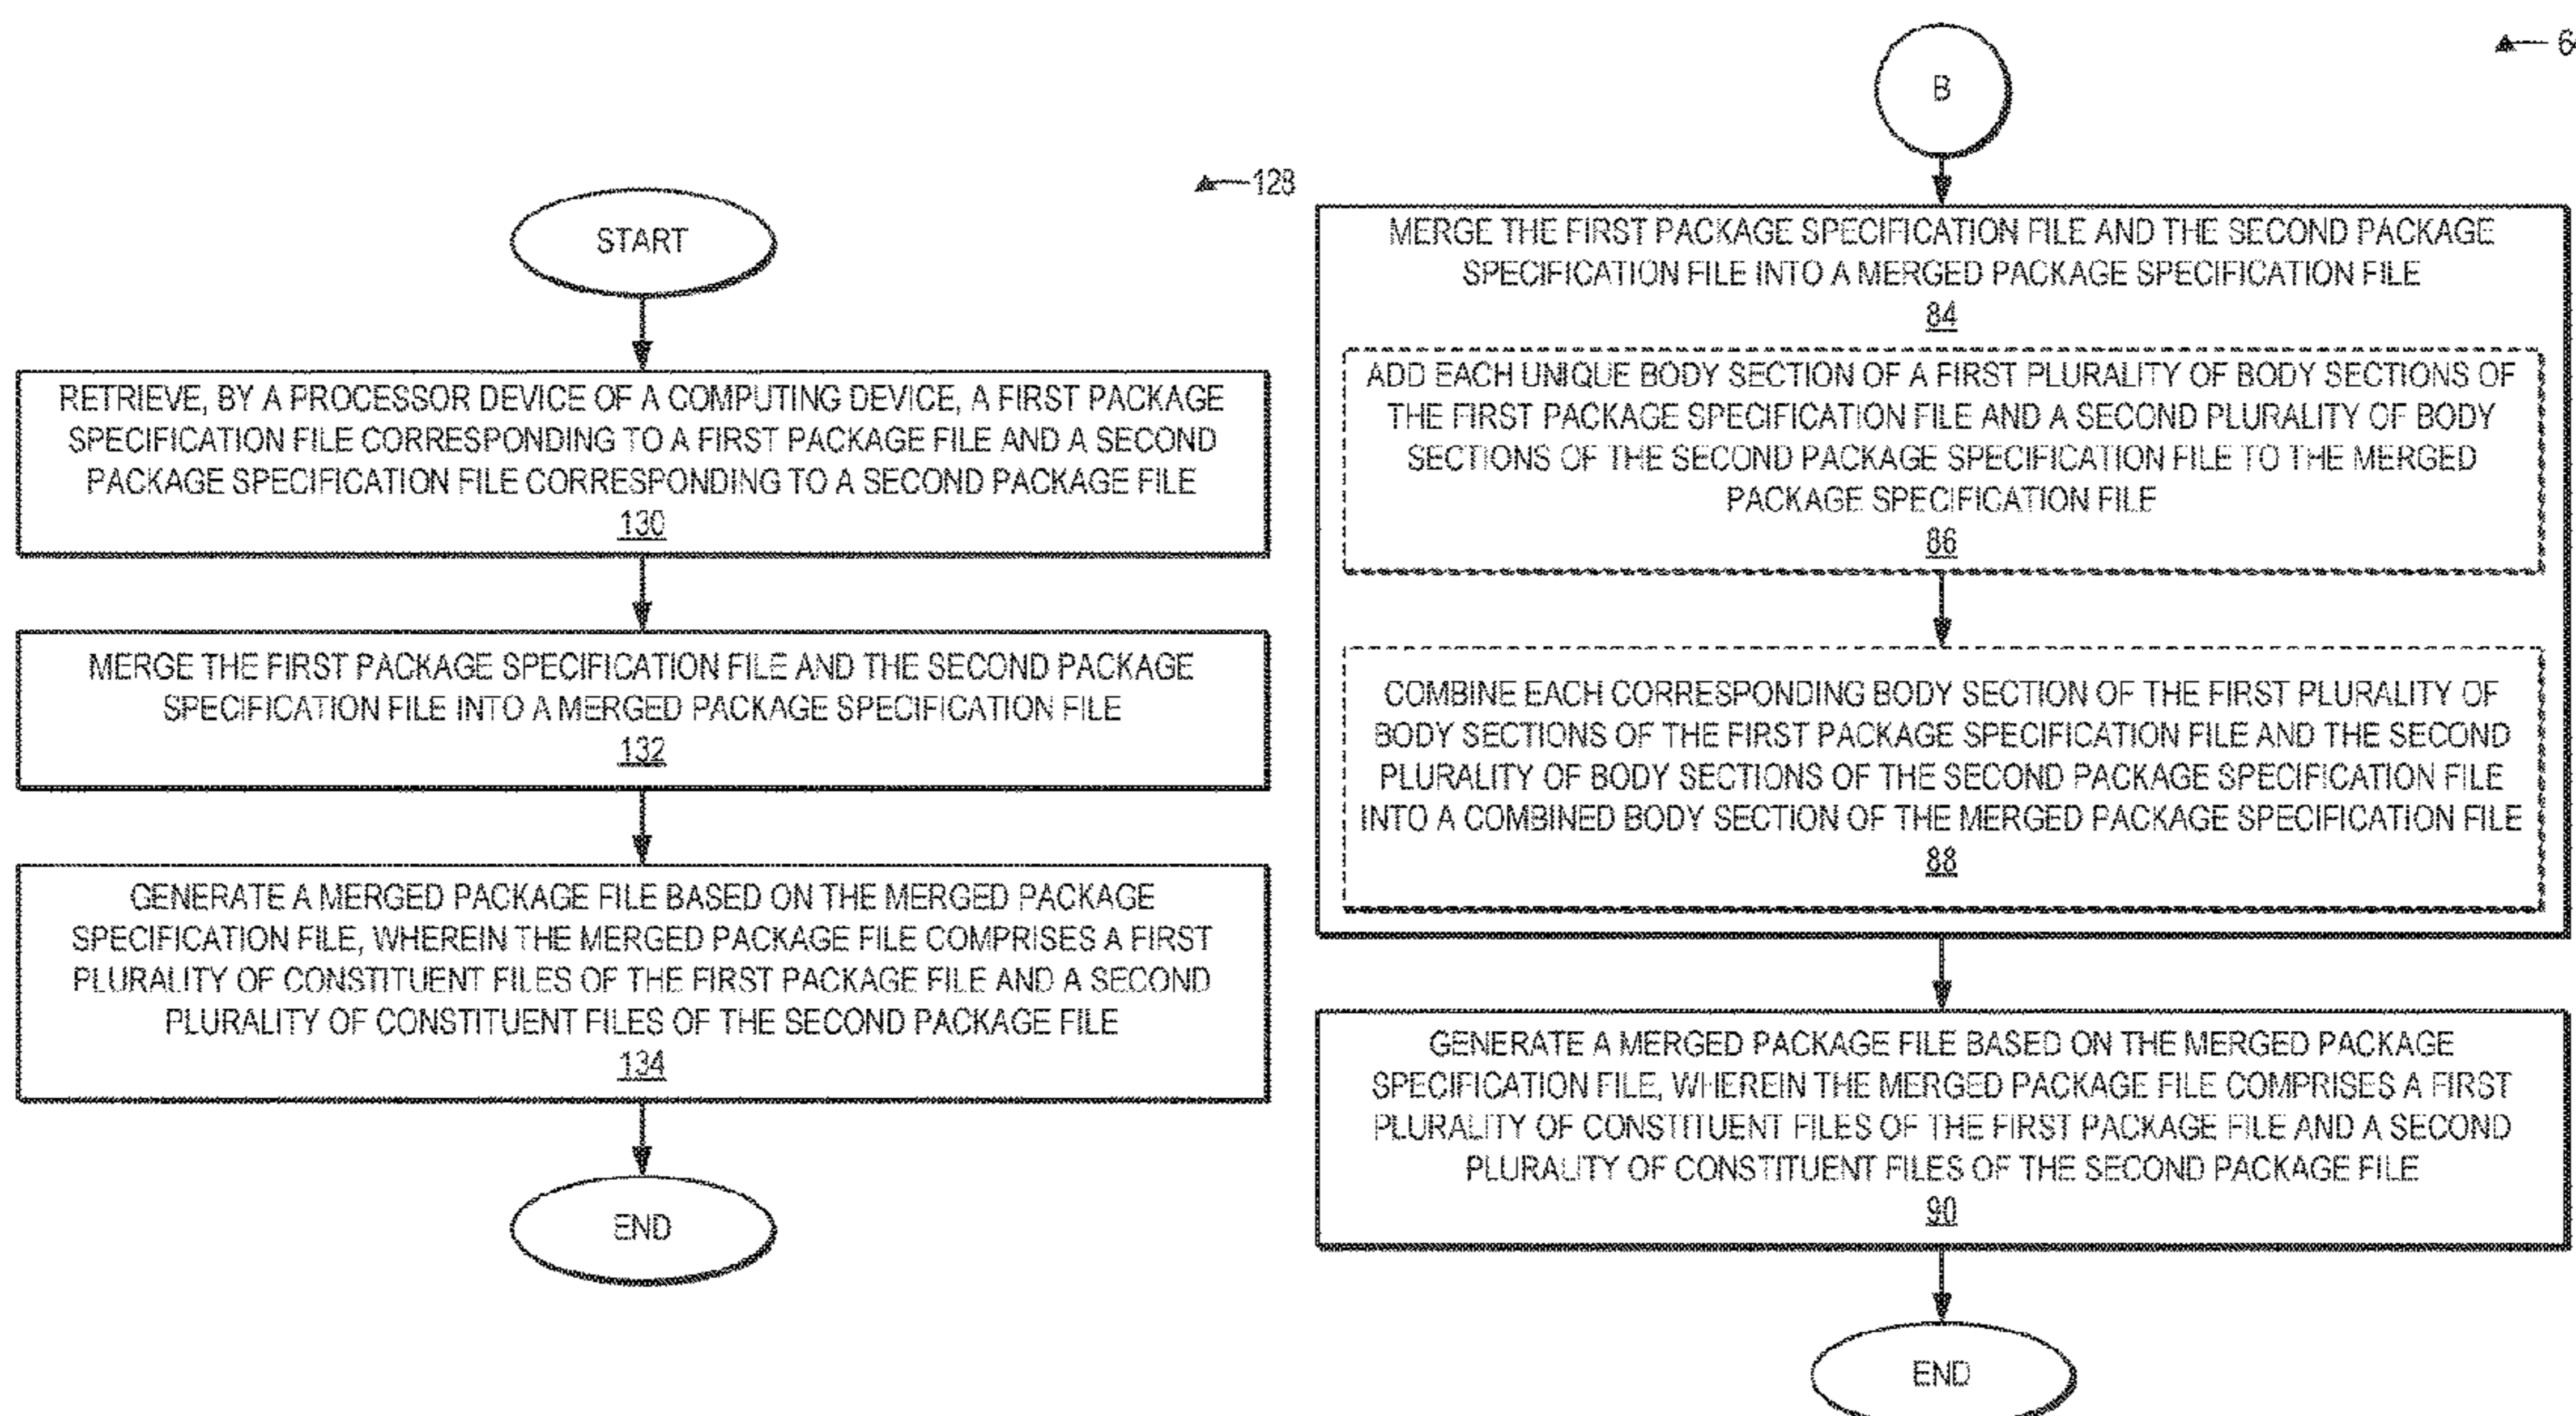 128
START
RETRIEVE, BY A PROCESSOR DEVICE OF A COMPUTING DEVICE, A FIRST PACKAGE
SPECIFICATION FILE CORRESPONDING TO A FIRST PACKAGE FILE AND A SECOND
PACKAGE SPECIFICATION FILE CORRESPONDING TO A SECOND PACKAGE FILE
130
MERGE THE FIRST PACKAGE SPECIFICATION FILE AND THE SECOND PACKAGE
SPECIFICATION FILE INTO A MERGED PACKAGE SPECIFICATION FILE
132
GENERATE A MERGED PACKAGE FILE BASED ON THE MERGED PACKAGE
SPECIFICATION FILE, WHEREIN THE MERGED PACKAGE FILE COMPRISES A FIRST
PLURALITY OF CONSTITUENT FILES OF THE FIRST PACKAGE FILE AND A SECOND
PLURALITY OF CONSTITUENT FILES OF THE SECOND PACKAGE FILE
134
END
64
B
MERGE THE FIRST PACKAGE SPECIFICATION FILE AND THE SECOND PACKAGE
SPECIFICATION FILE INTO A MERGED PACKAGE SPECIFICATION FILE
84
ADD EACH UNIQUE BODY SECTION OF A FIRST PLURALITY OF BODY SECTIONS OF
THE FIRST PACKAGE SPECIFICATION FILE AND A SECOND PLURALITY OF BODY
SECTIONS OF THE SECOND PACKAGE SPECIFICATION FILE TO THE MERGED
PACKAGE SPECIFICATION FILE
86
COMBINE EACH CORRESPONDING BODY SECTION OF THE FIRST PLURALITY OF
BODY SECTIONS OF THE FIRST PACKAGE SPECIFICATION FILE AND THE SECOND
PLURALITY OF BODY SECTIONS OF THE SECOND PACKAGE SPECIFICATION FILE
INTO A COMBINED BODY SECTION OF THE MERGED PACKAGE SPECIFICATION FILE
88
GENERATE A MERGED PACKAGE FILE BASED ON THE MERGED PACKAGE
SPECIFICATION FILE, WHEREIN THE MERGED PACKAGE FILE COMPRISES A FIRST
PLURALITY OF CONSTITUENT FILES OF THE FIRST PACKAGE FILE AND A SECOND
PLURALITY OF CONSTITUENT FILES OF THE SECOND PACKAGE FILE
90
END